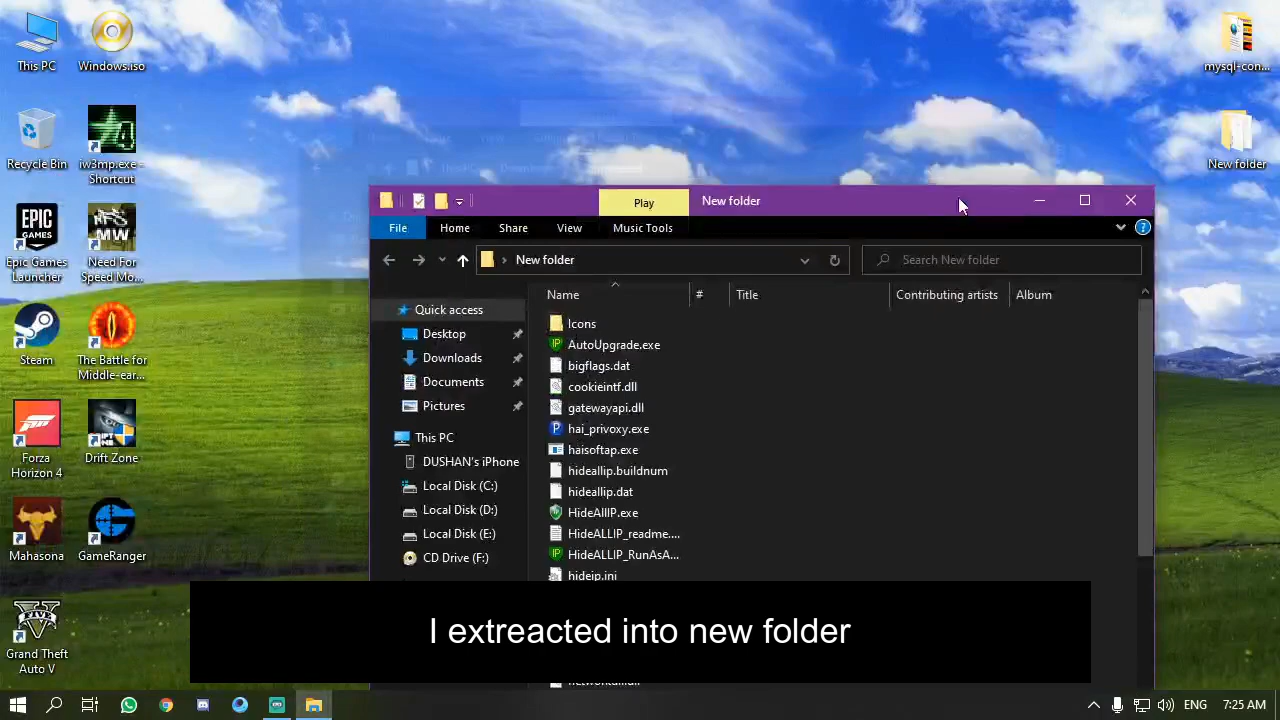 This PC
Windows.iso
mysql-con...
Recycle Bin
iw3mp.exe -
Shortcut
New folder
Epic Games
Launcher
Need For
Speed Mo...
Steam
The Battle for
Middle-ear...
Forza
Horizon 4
Drift Zone
Mahasona
GameRanger
Grand Theft
Auto V
Play
New folder
File
Home
Share
View
Music Tools
New folder
Search New folder
Name
#
Title
Contributing artists
Album
Quick access
Desktop
Downloads
Documents
Pictures
This PC
DUSHAN's iPhone
Local Disk (C:)
Local Disk (D:)
Local Disk (E:)
CD Drive (F:)
Icons
AutoUpgrade.exe
bigflags.dat
cookieintf.dll
gatewayapi.dll
hai_privoxy.exe
haisoftap.exe
hideallip.buildnum
hideallip.dat
HideAllIP.exe
HideALLIP_readme....
HideALLIP_RunAsA...
hideip.ini
I extreacted into new folder
ENG
7:25 AM